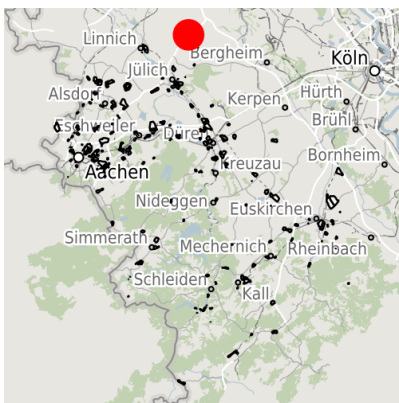 Linnich
Bergheim
Köln
Jülich
Alsdorf
Kerpen
Hürth
Eschweiler
Düren
Brühl
Kreuzau
Bornheim
Aachen
Nideggen
Euskirchen
Simmerath
Mechernich
Rheinbach
Schleiden
Kall